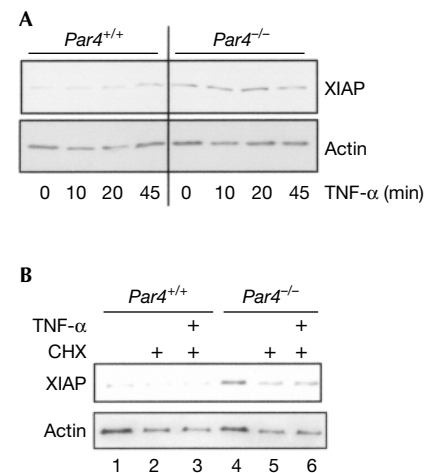 A
Par4+/+ Par4–/–
XIAP
Actin
0 10 20 45 0 10 20 45 TNF-α (min)
B
Par4+/+ Par4–/–
TNF-α + +
CHX + + + +
XIAP
Actin
1 2 3 4 5 6